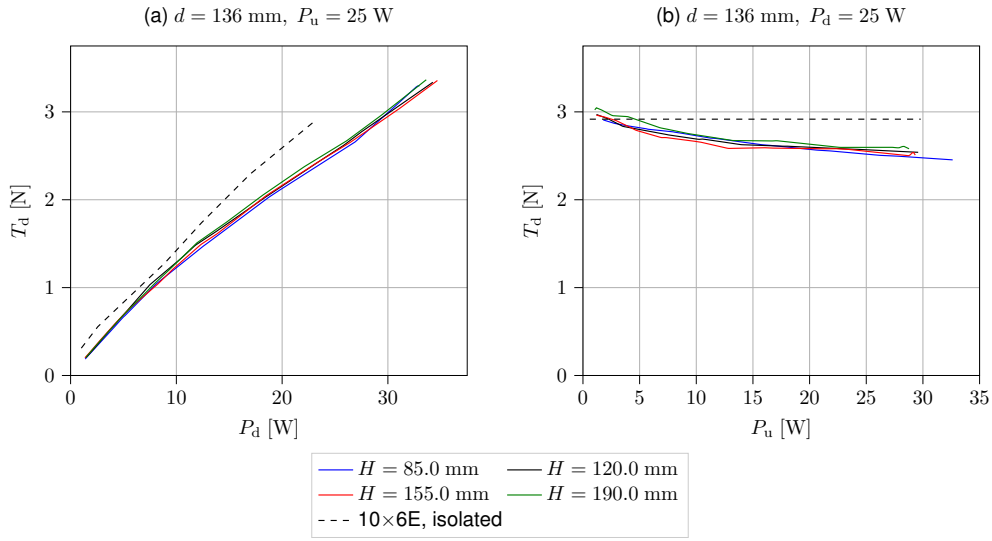 (a) d = 136 mm, P_u = 25 W
(b) d = 136 mm, P_d = 25 W
T_d [N]
3
2
1
0
0 10 20 30
P_d [W]
T_d [N]
3
2
1
0
0 5 10 15 20 25 30 35
P_u [W]
H = 85.0 mm
H = 120.0 mm
H = 155.0 mm
H = 190.0 mm
10×6E, isolated